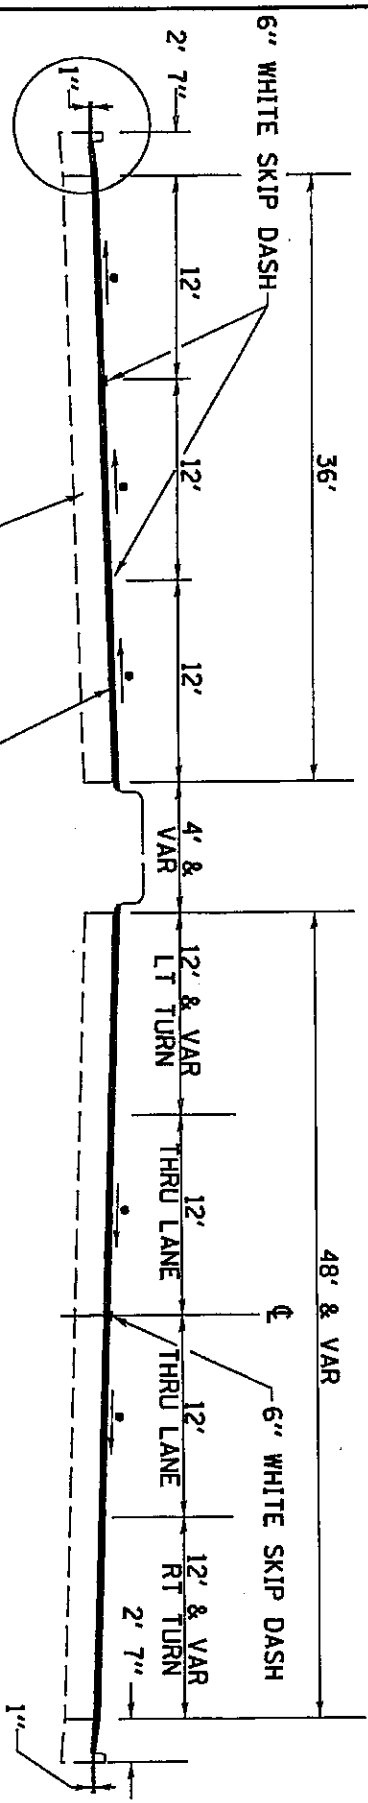 36'
6" WHITE SKIP DASH
2' 7"
12'
12'
12'
1"
4' &
VAR
48' & VAR
℄
6" WHITE SKIP DASH
12' & VAR
LT TURN
12'
THRU LANE
12'
THRU LANE
12' & VAR
RT TURN
2' 7"
1"